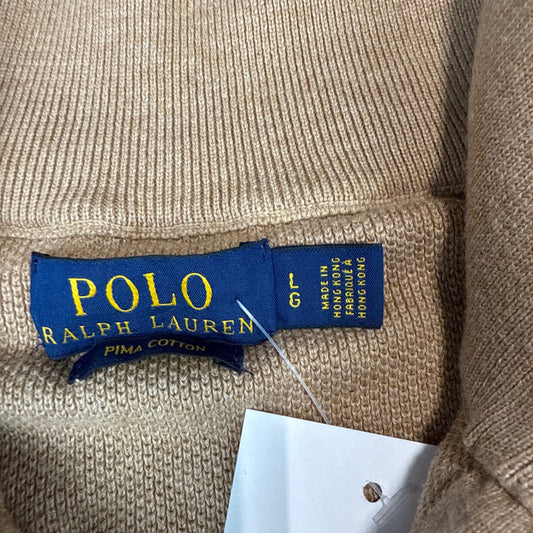 POLO
RALPH LAUREN
PIMA COTTON
L
G
MADE IN
HONG KONG
FABRIQUÉ À
HONG KONG